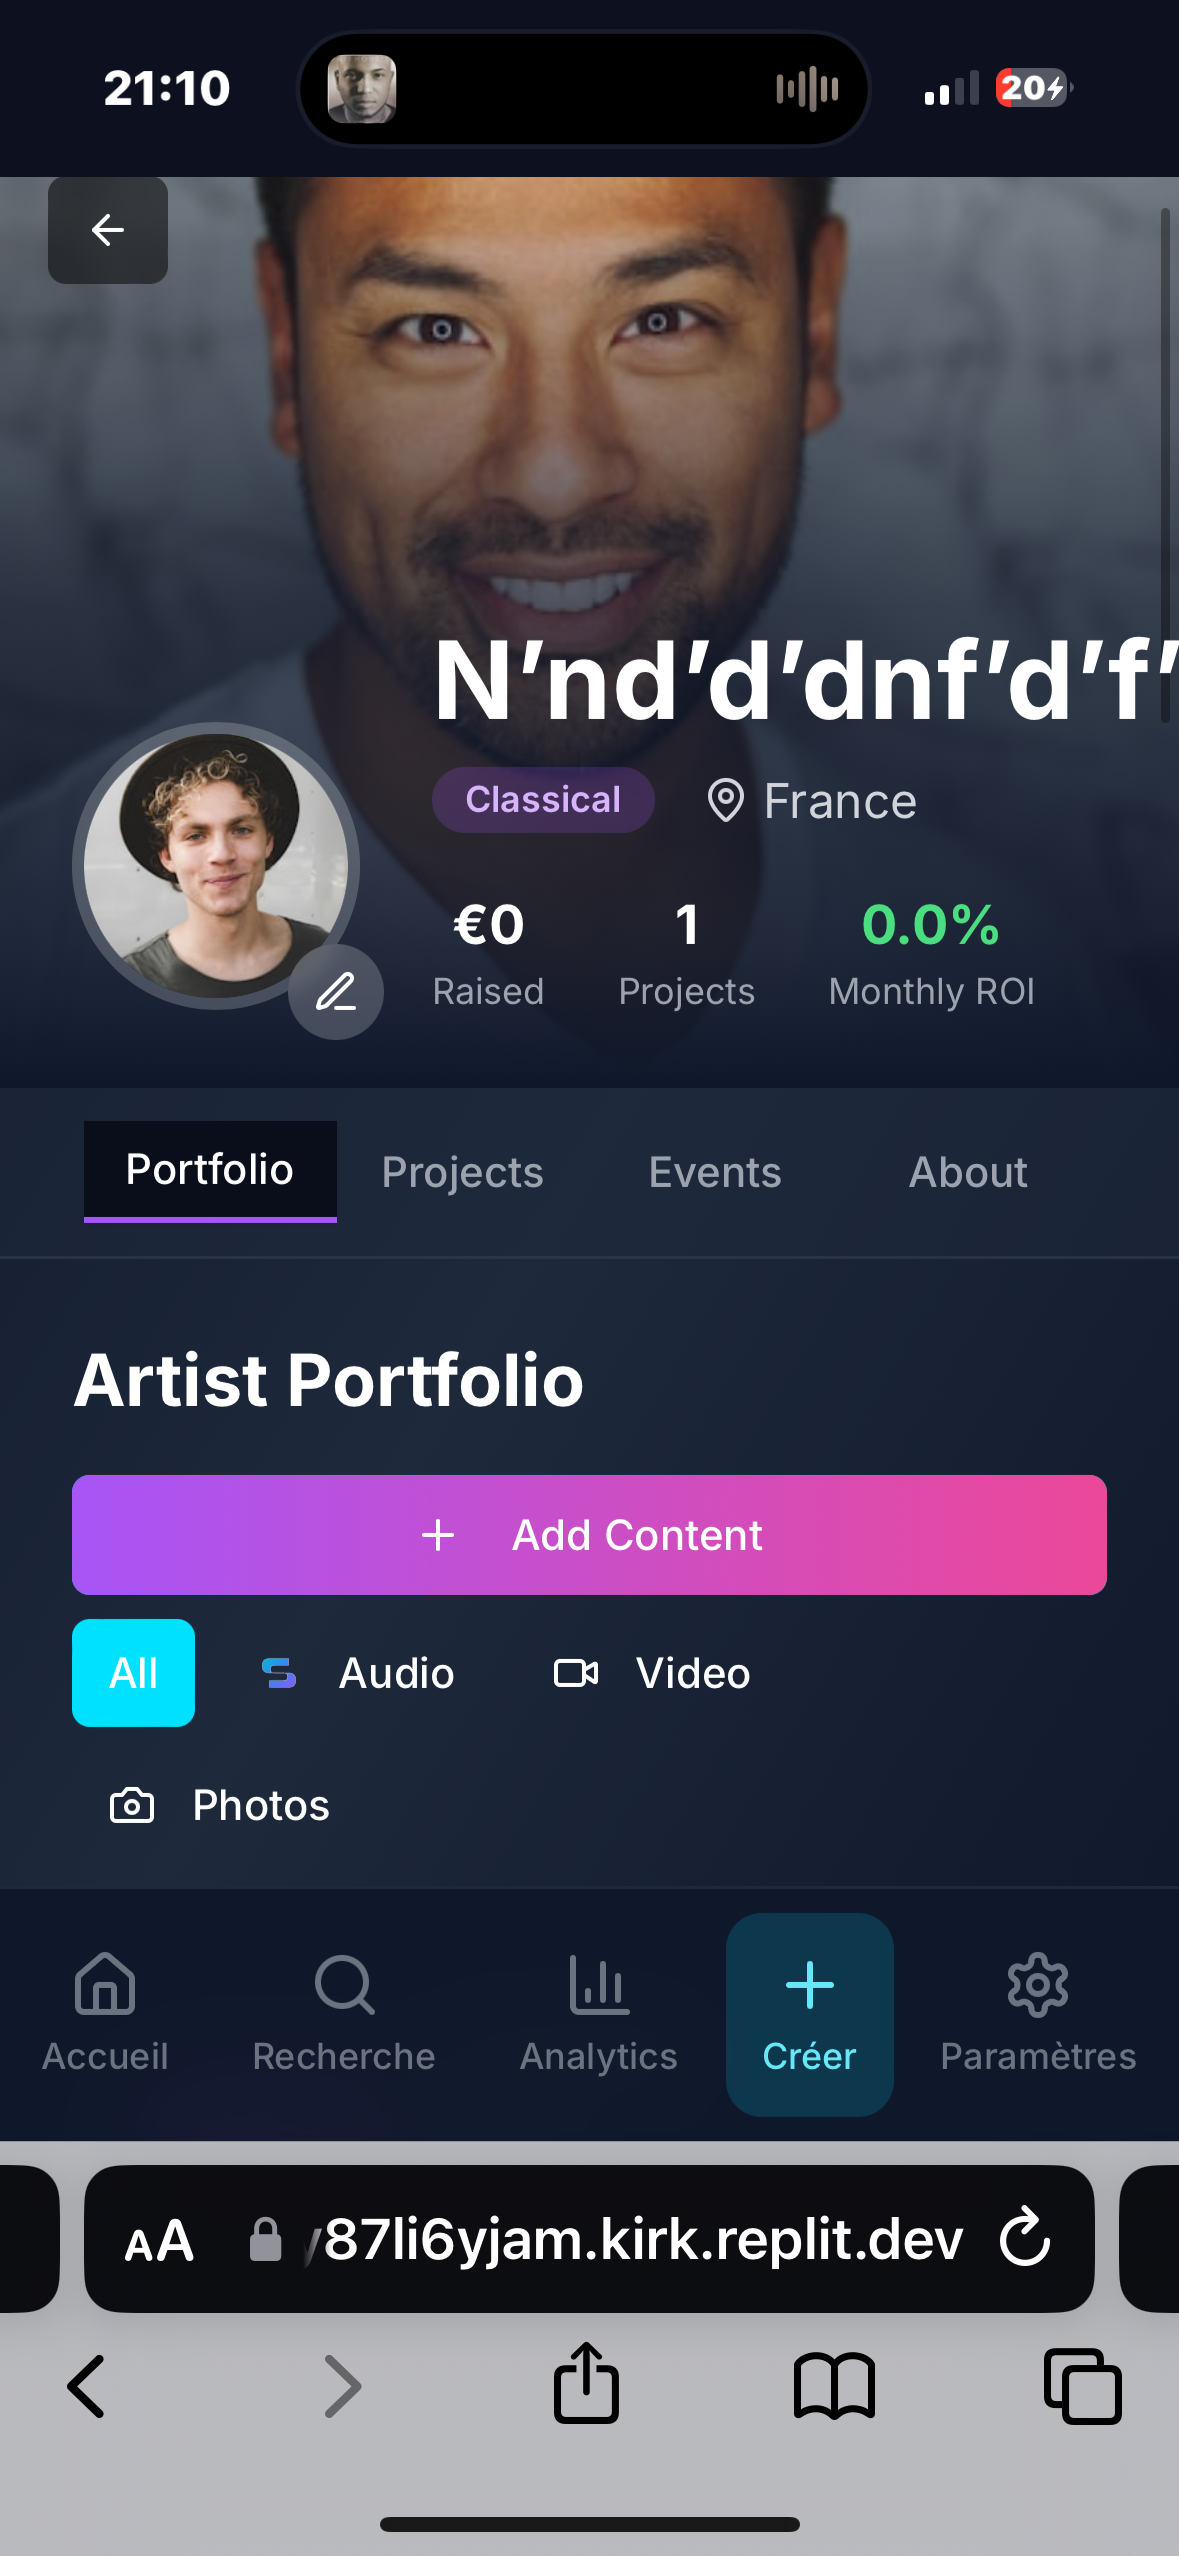 21:10
20
N’nd’d’dnf’d’f’
Classical
France
€0
1
0.0%
Raised
Projects
Monthly ROI
Portfolio
Projects
Events
About
Artist Portfolio
Add Content
All
Audio
Video
Photos
Accueil
Recherche
Analytics
Créer
Paramètres
AA
y87li6yjam.kirk.replit.dev